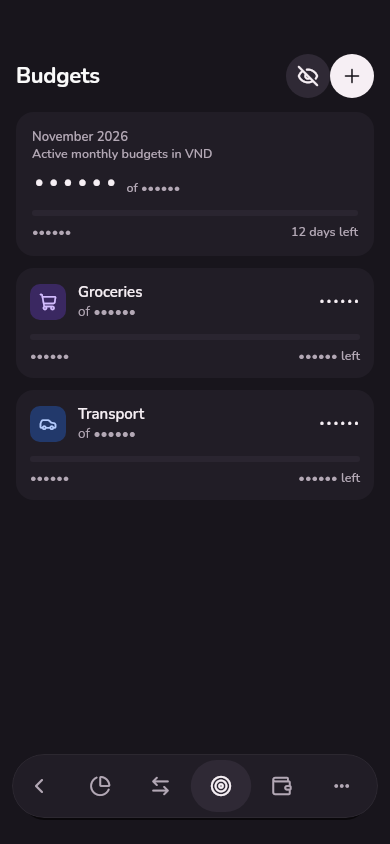 Budgets
November 2026
Active monthly budgets in VND
•••••• of ••••••
••••••
12 days left
Groceries
of ••••••
••••••
••••••
•••••• left
Transport
of ••••••
••••••
••••••
•••••• left